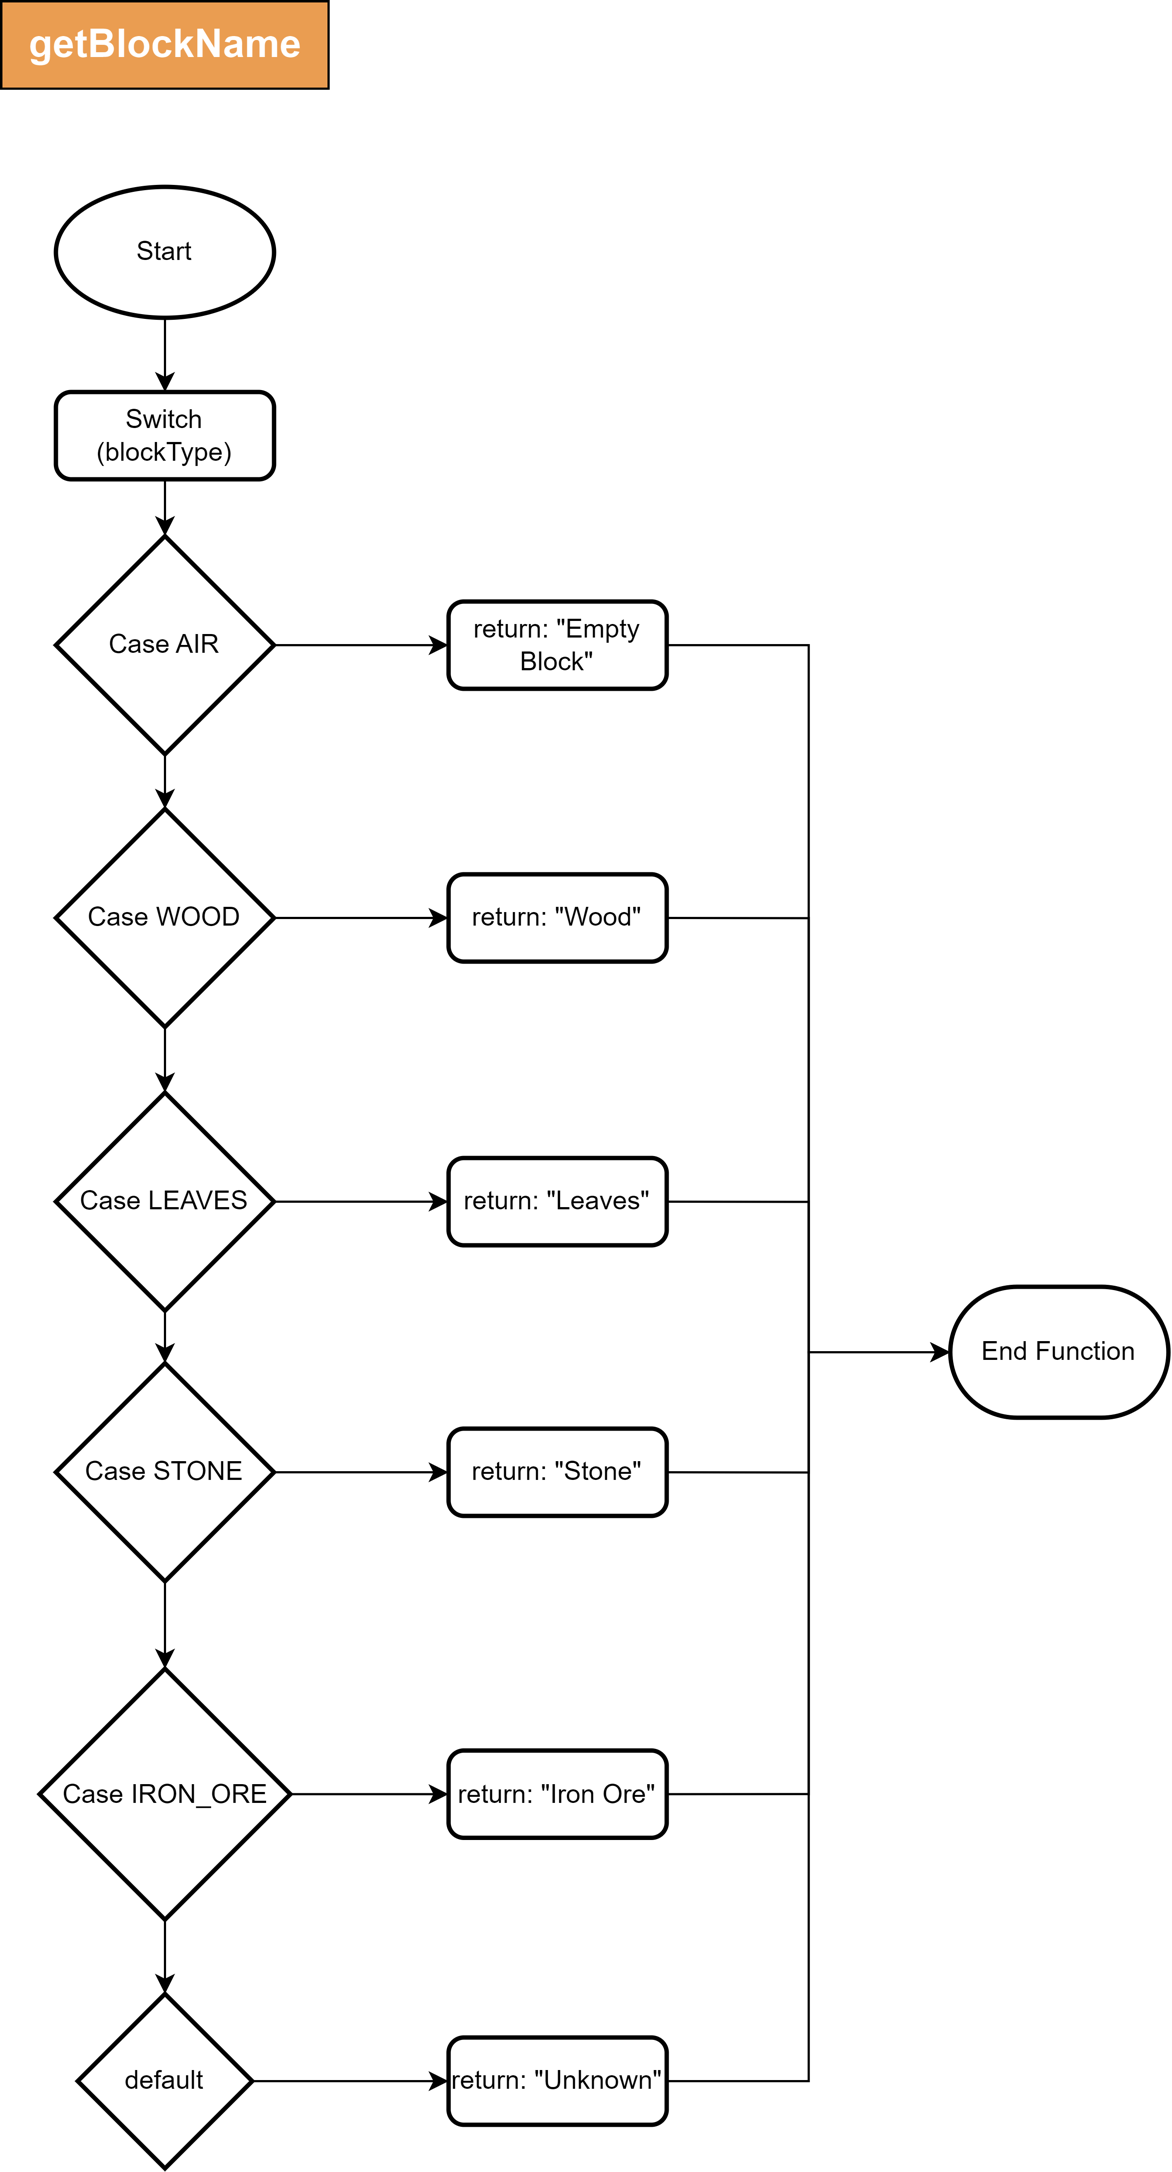 getBlockName
Start
Switch
(blockType)
Case AIR
return: "Empty
Block"
Case WOOD
return: "Wood"
Case LEAVES
return: "Leaves"
End Function
Case STONE
return: "Stone"
Case IRON_ORE
return: "Iron Ore"
default
return: "Unknown"